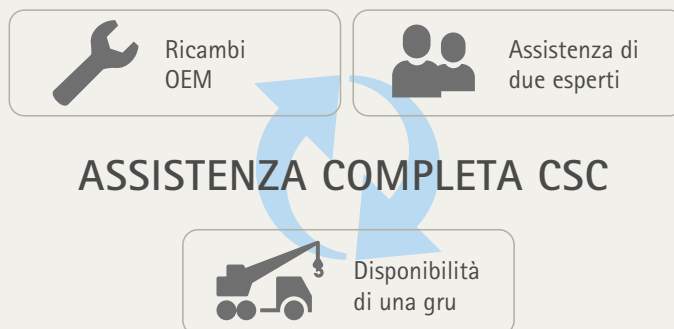 Ricambi
OEM
Assistenza di
due esperti
ASSISTENZA COMPLETA CSC
Disponibilità
di una gru